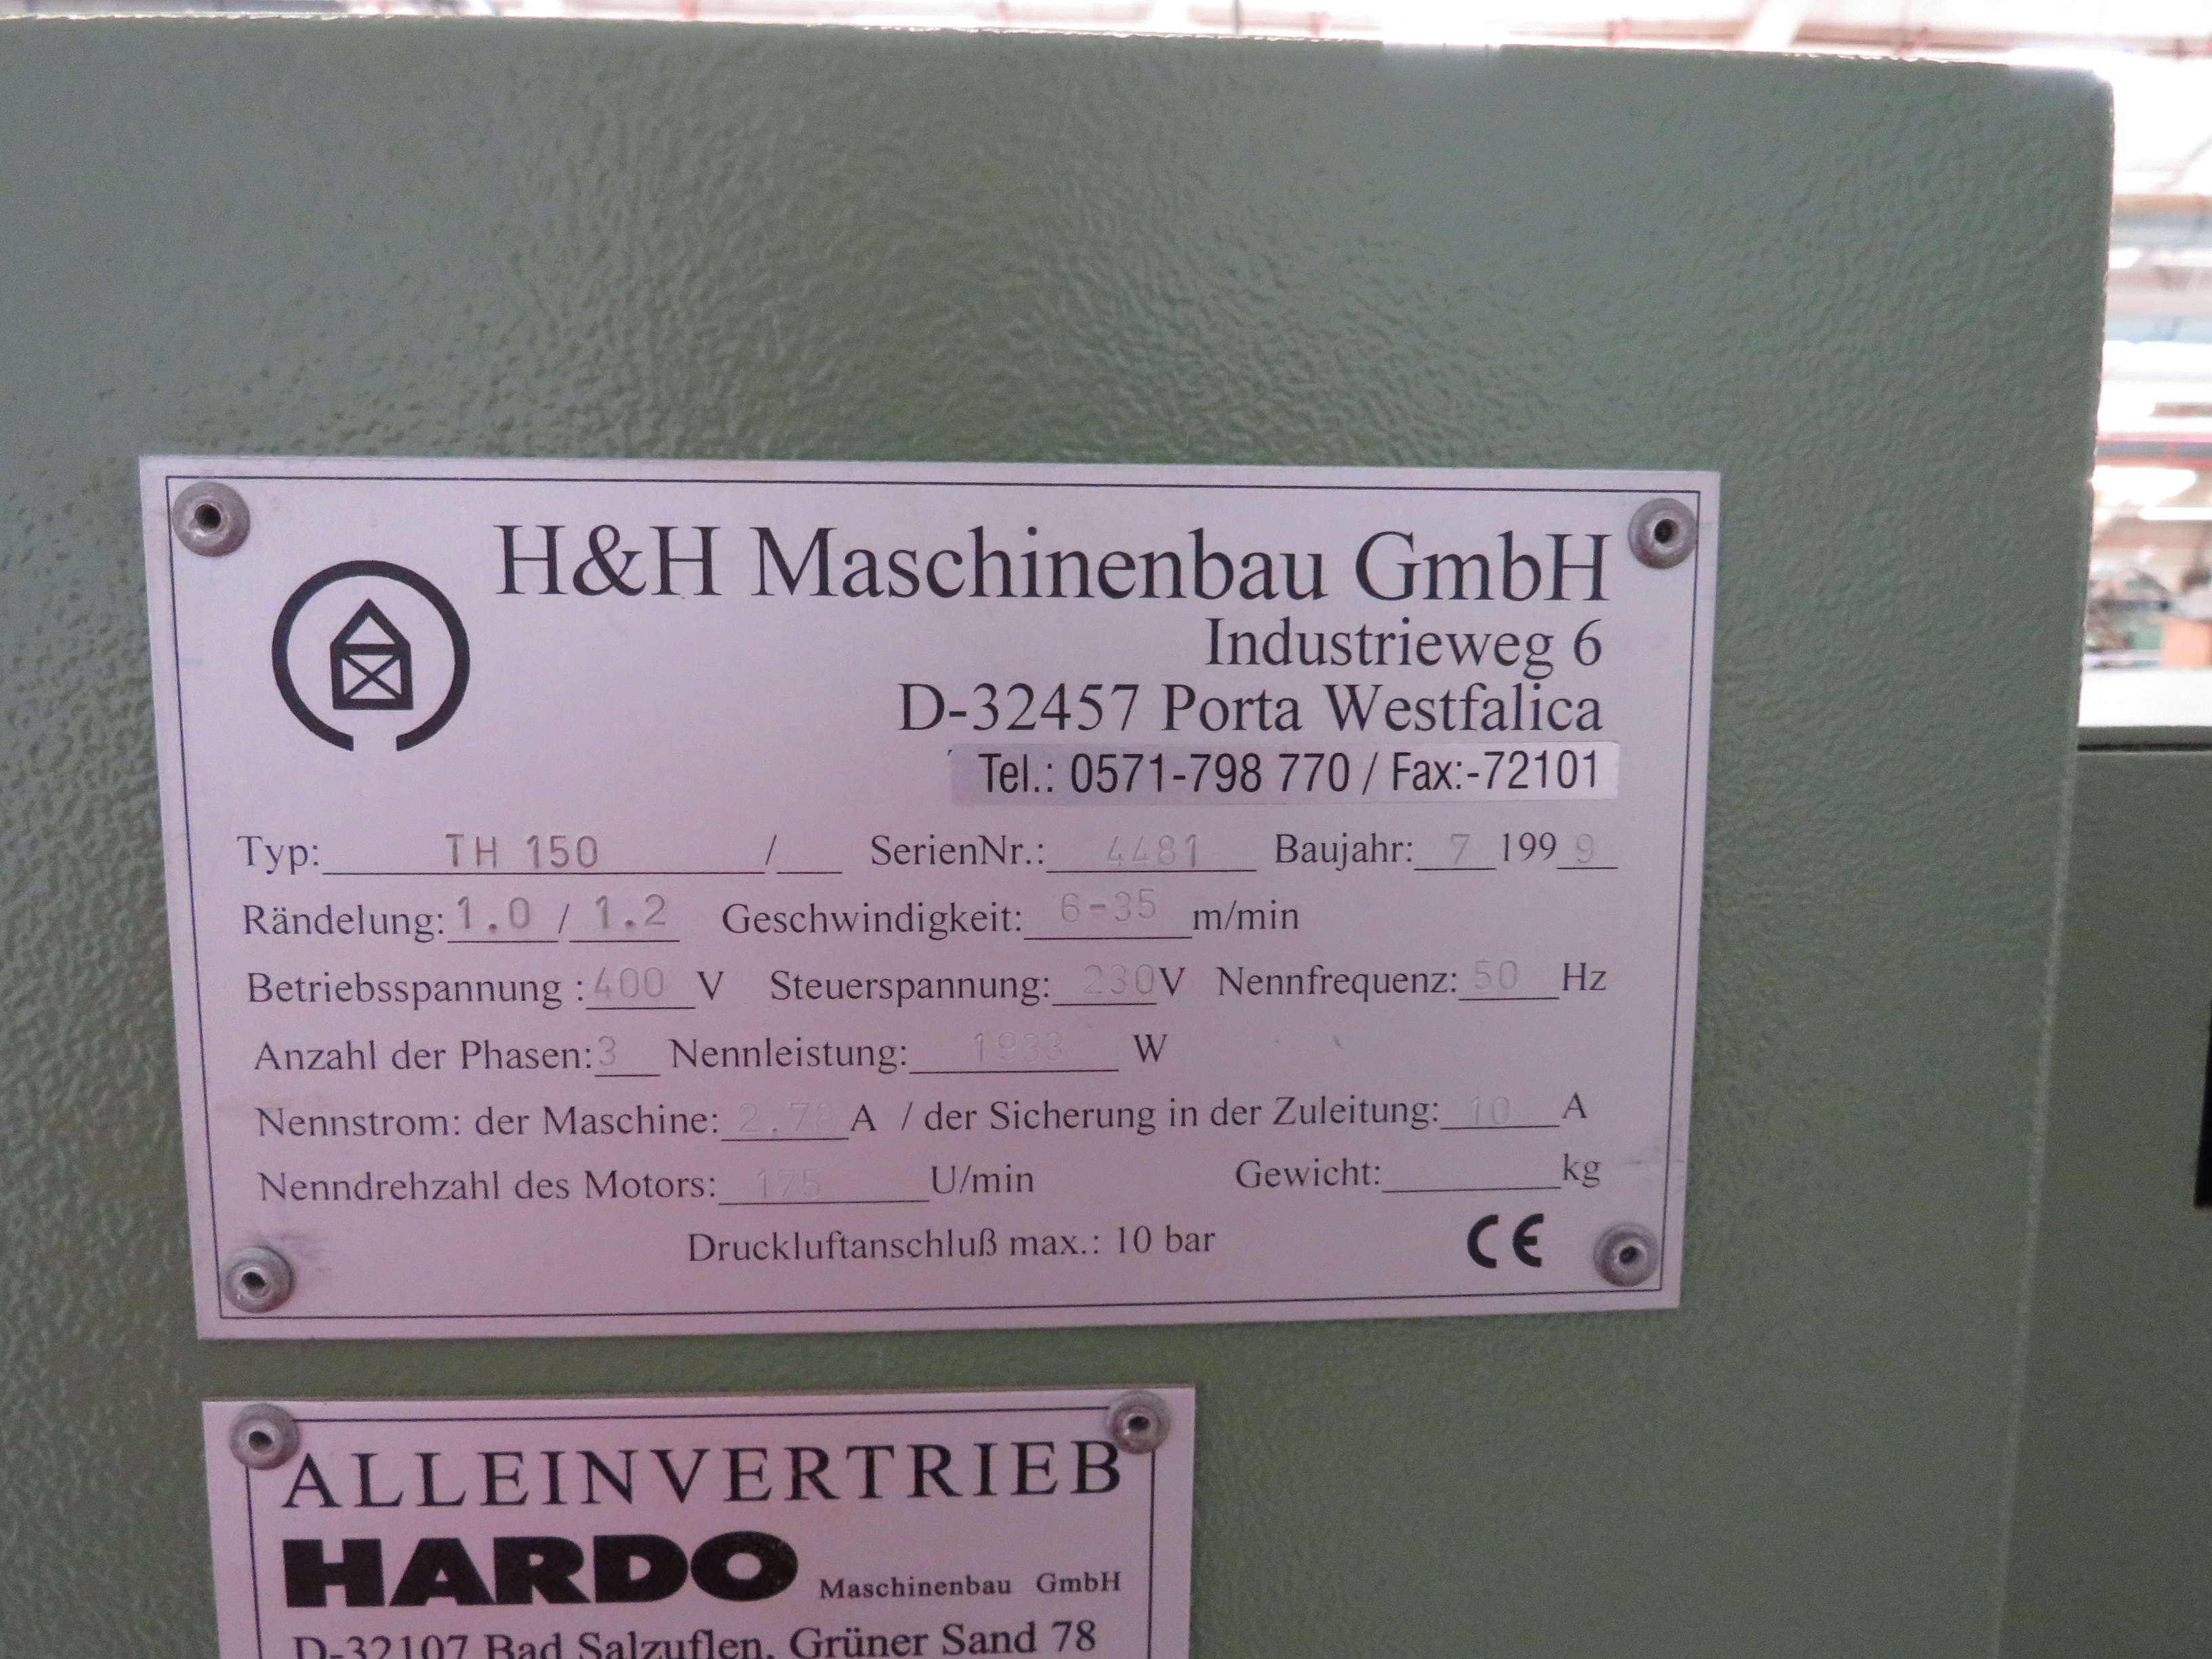 H&H Maschinenbau GmbH
Industrieweg 6
D-32457 Porta Westfalica
Tel.: 0571-798 770 / Fax:-72101
Typ: TH 150 / SerienNr.: 4481 Baujahr: 7 1999
Rändelung: 1.0 / 1.2 Geschwindigkeit: 6-35 m/min
Betriebsspannung : 400 V Steuerspannung: 230 V Nennfrequenz: 50 Hz
Anzahl der Phasen: 3 Nennleistung: 1933 W
Nennstrom: der Maschine: 2.78 A / der Sicherung in der Zuleitung: 10 A
Nenndrehzahl des Motors: 175 U/min Gewicht: kg
Druckluftanschluß max.: 10 bar CE
ALLEINVERTRIEB
HARDO Maschinenbau GmbH
D-32107 Bad Salzuflen, Grüner Sand 78